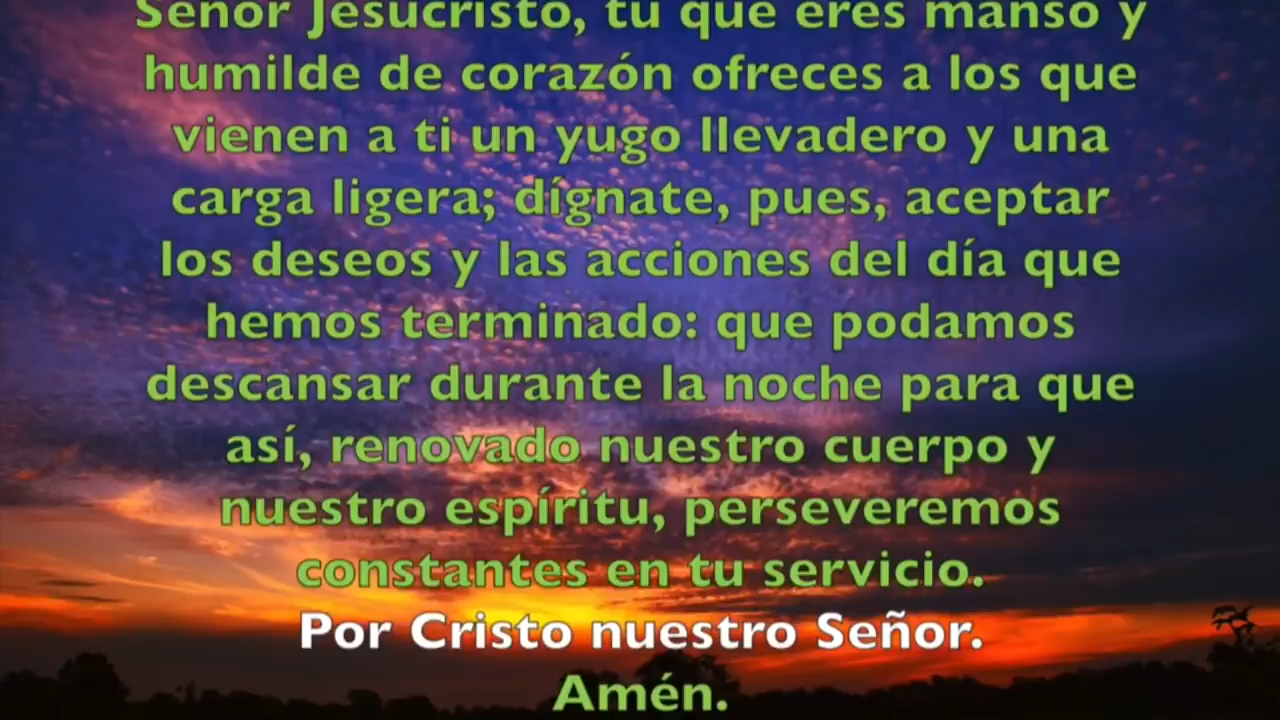 Señor Jesucristo, tú que eres manso y
humilde de corazón ofreces a los que
vienen a ti un yugo llevadero y una
carga ligera; dígnate, pues, aceptar
los deseos y las acciones del día que
hemos terminado: que podamos
descansar durante la noche para que
así, renovado nuestro cuerpo y
nuestro espíritu, perseveremos
constantes en tu servicio.
Por Cristo nuestro Señor.
Amén.